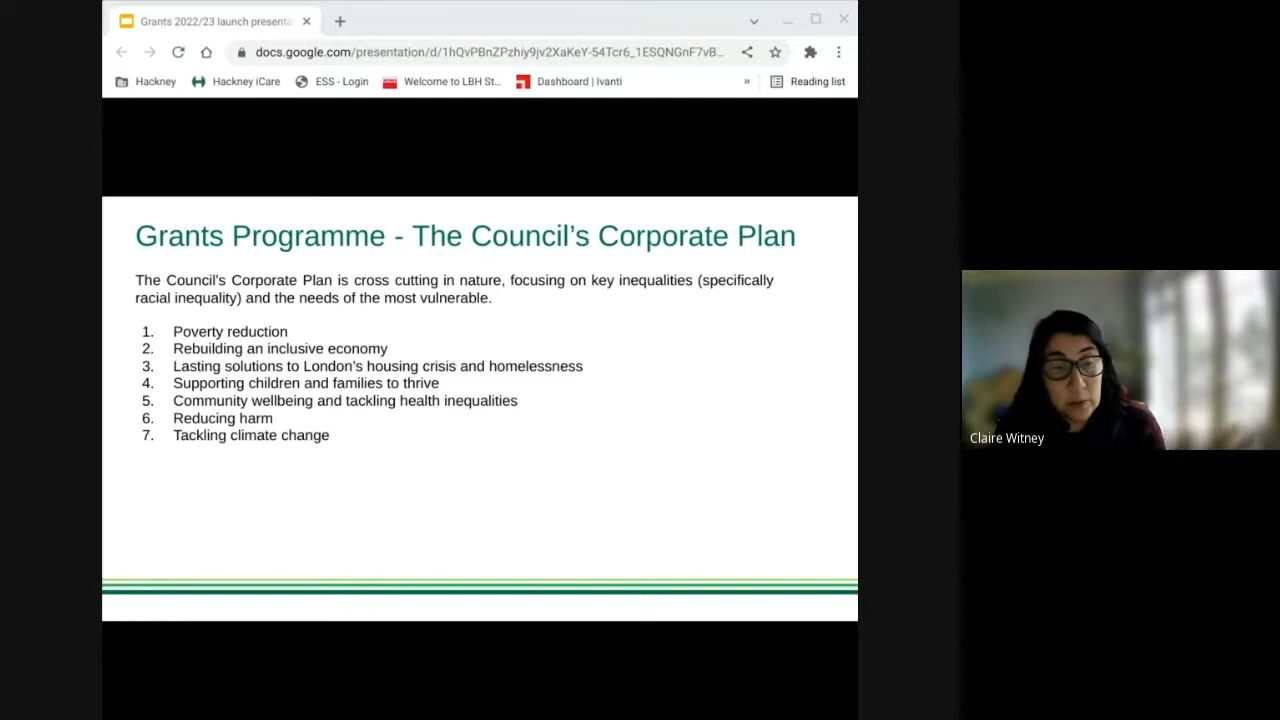 Grants 2022/23 launch presenta
docs.google.com/presentation/d/1hQvPBnZPzhiy9jv2XaKeY-54Tcr6_1ESQNGnF7vB...
Hackney Hackney iCare ESS - Login Welcome to LBH St... Dashboard | Ivanti » Reading list
Grants Programme - The Council’s Corporate Plan
The Council’s Corporate Plan is cross cutting in nature, focusing on key inequalities (specifically
racial inequality) and the needs of the most vulnerable.
1. Poverty reduction
2. Rebuilding an inclusive economy
3. Lasting solutions to London’s housing crisis and homelessness
4. Supporting children and families to thrive
5. Community wellbeing and tackling health inequalities
6. Reducing harm
7. Tackling climate change
Claire Witney